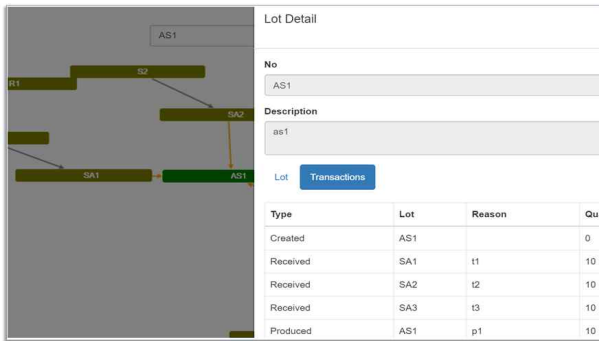 AS1
S2
R1
SA2
SA1
AS1
Lot Detail
No
AS1
Description
as1
Lot Transactions
Type Lot Reason Qu
Created AS1 0
Received SA1 t1 10
Received SA2 t2 10
Received SA3 t3 10
Produced AS1 p1 10